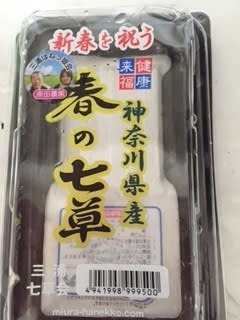 新春を祝う
健康
来福
神奈川県産
春の七草
三浦
七草会
4941998999500
miura-hanekko.com